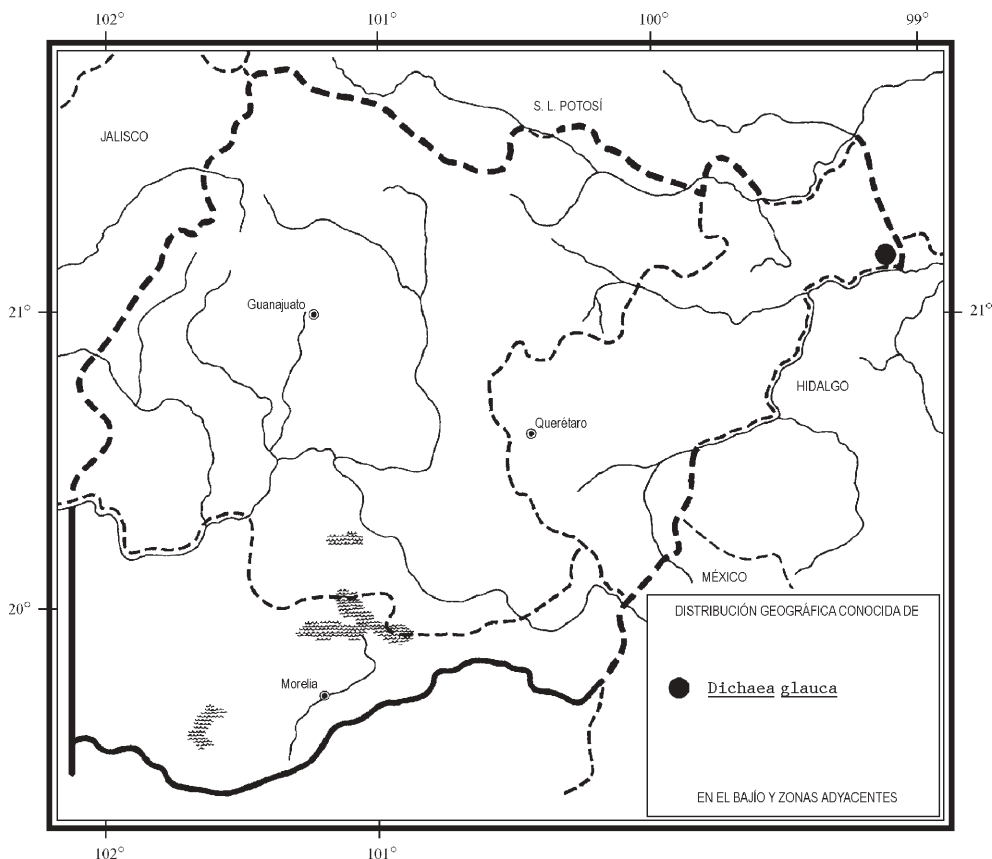 102° 101° 100° 99°
S. L. POTOSÍ
JALISCO
Guanajuato
21° 21°
HIDALGO
Querétaro
MÉXICO
20°
DISTRIBUCIÓN GEOGRÁFICA CONOCIDA DE
Morelia
Dichaea glauca
EN EL BAJÍO Y ZONAS ADYACENTES
102° 101°